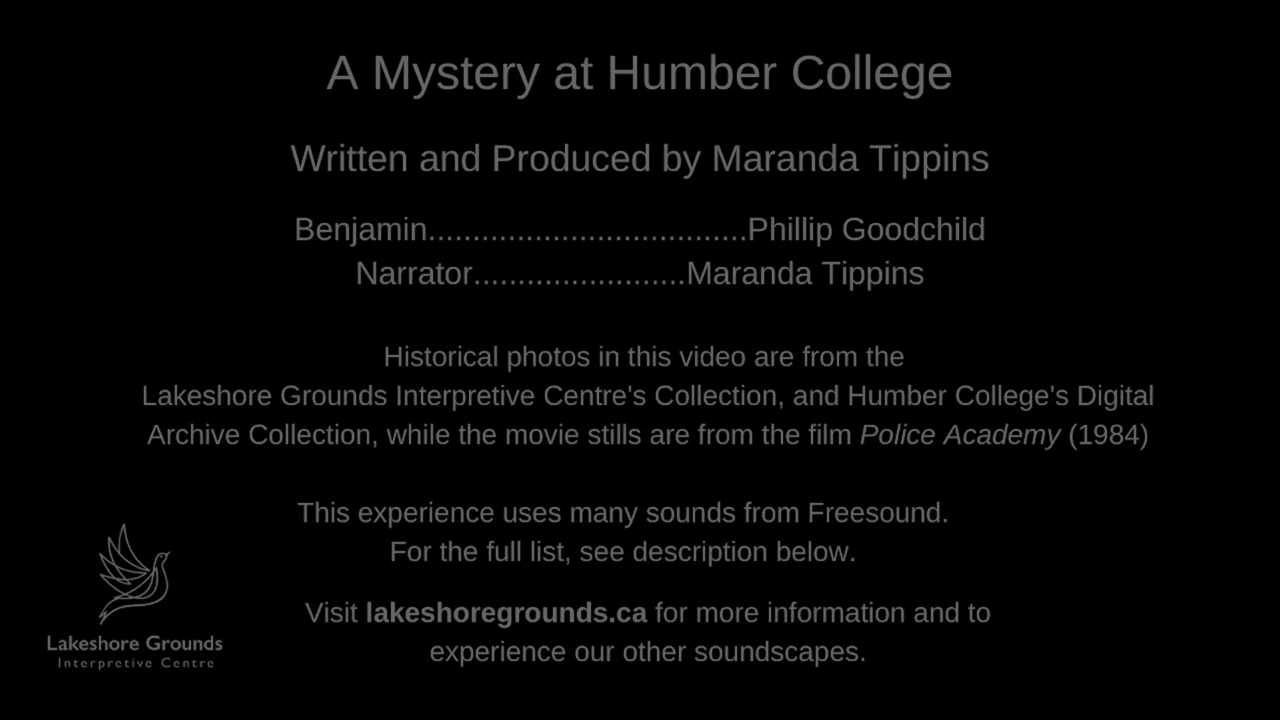 A Mystery at Humber College
Written and Produced by Maranda Tippins
Benjamin....................................Phillip Goodchild
Narrator........................Maranda Tippins
Historical photos in this video are from the
Lakeshore Grounds Interpretive Centre's Collection, and Humber College's Digital
Archive Collection, while the movie stills are from the film Police Academy (1984)
This experience uses many sounds from Freesound.
For the full list, see description below.
Visit lakeshoregrounds.ca for more information and to
experience our other soundscapes.
Lakeshore Grounds
Interpretive Centre